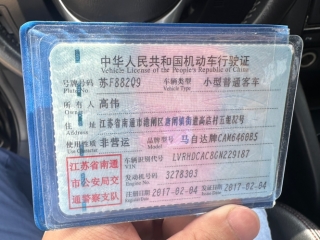 中华人民共和国机动车行驶证
Vehicle License of the People's Republic of China
号牌号码 苏F88299 车辆类型 小型普通客车
Plate No. Vehicle Type
所有人 高伟
Owner
住址 江苏省南通市港闸区唐闸镇街道高店村五组72号
Address
使用性质 非营运 品牌型号 马自达牌CAM6460B5
Use Character Model
江苏省南通市公安局交通警察支队
车辆识别代号 LVRHDCAC8GN229187
VIN
发动机号码 3278303
Engine No.
注册日期 2017-02-04 发证日期 2017-02-04
Register Date Issue Date